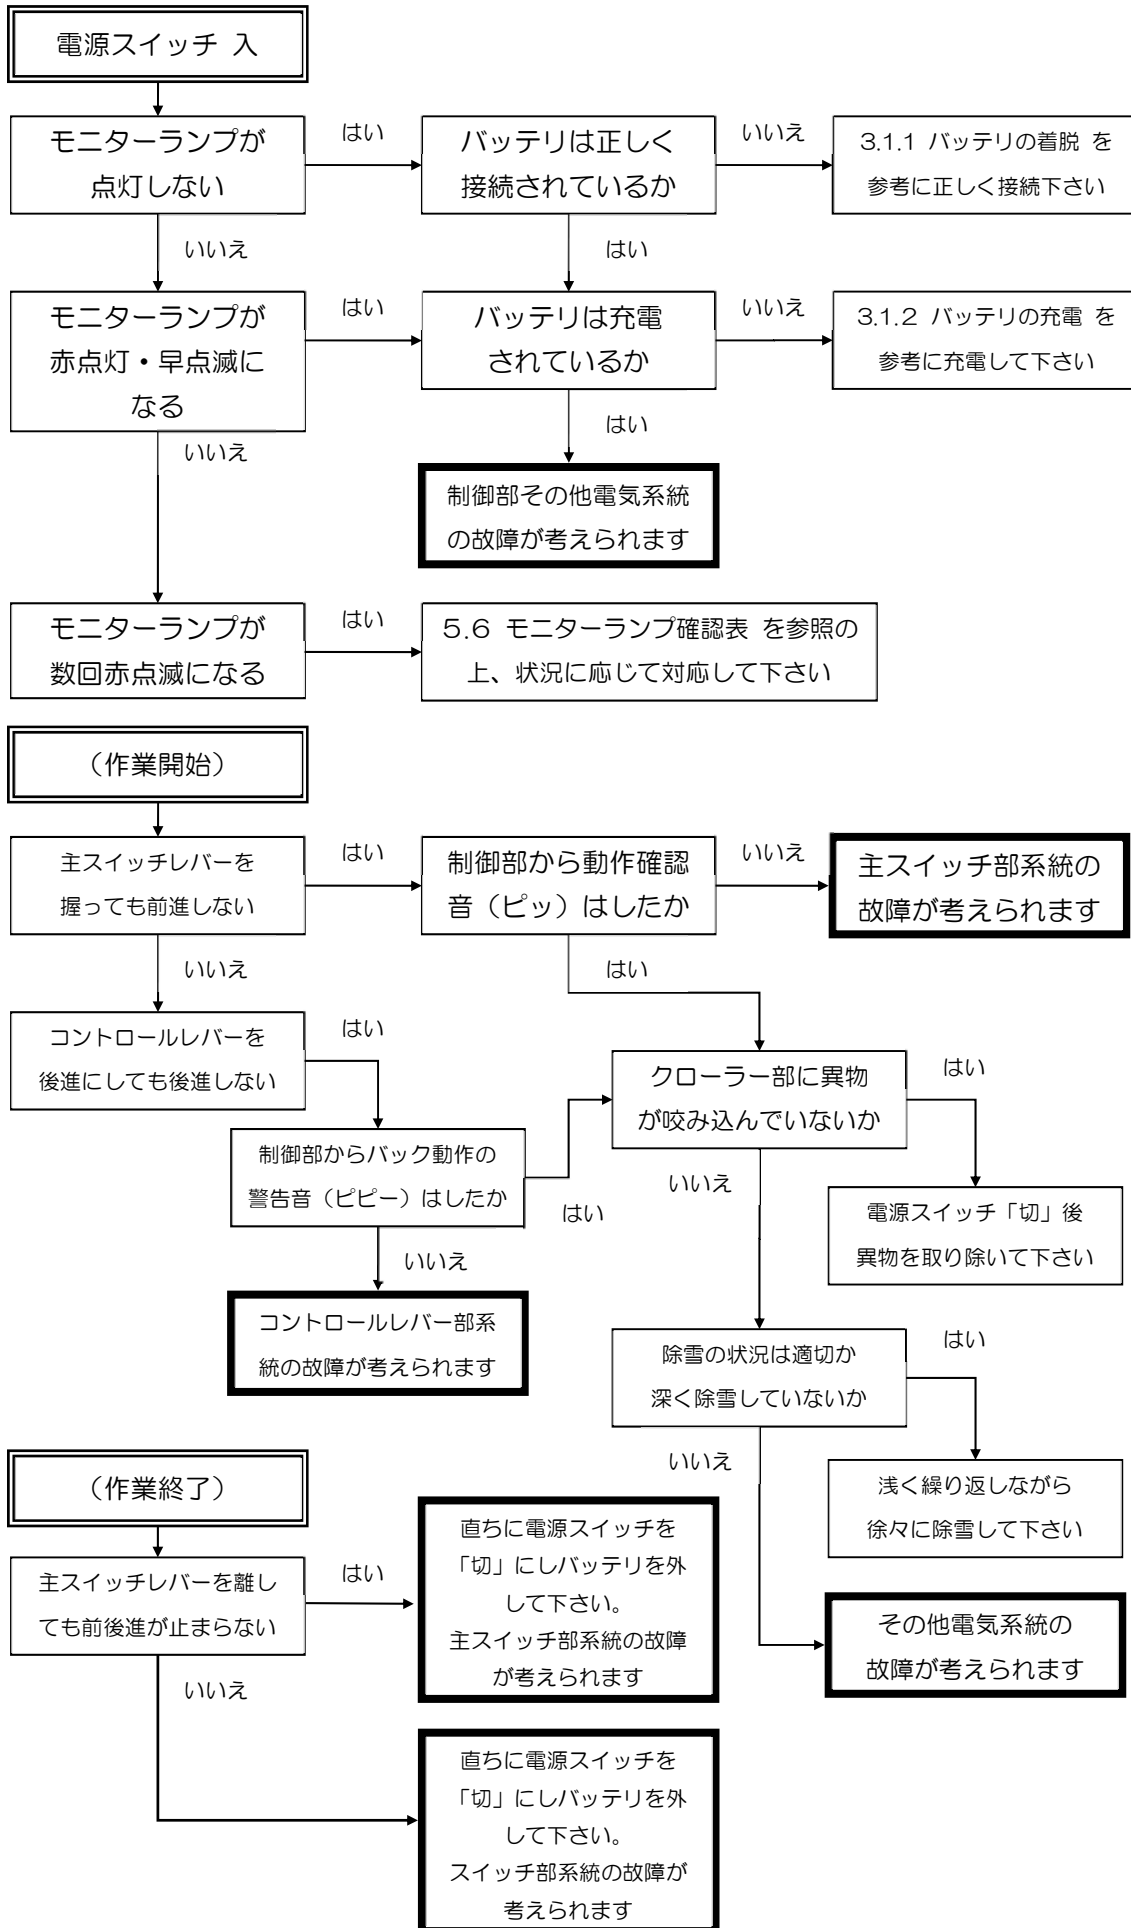 電源スイッチ 入
モニターランプが
点灯しない
はい
バッテリは正しく
接続されているか
いいえ
3.1.1 バッテリの着脱 を
参考に正しく接続下さい
いいえ
はい
モニターランプが
赤点灯・早点滅に
なる
はい
バッテリは充電
されているか
いいえ
3.1.2 バッテリの充電 を
参考に充電して下さい
いいえ
はい
制御部その他電気系統
の故障が考えられます
モニターランプが
数回赤点滅になる
はい
5.6 モニターランプ確認表 を参照の
上、状況に応じて対応して下さい
（作業開始）
主スイッチレバーを
握っても前進しない
はい
制御部から動作確認
音（ピッ）はしたか
いいえ
主スイッチ部系統の
故障が考えられます
いいえ
はい
コントロールレバーを
後進にしても後進しない
はい
クローラー部に異物
が咬み込んでいないか
はい
制御部からバック動作の
警告音（ピピー）はしたか
はい
いいえ
電源スイッチ「切」後
異物を取り除いて下さい
いいえ
コントロールレバー部系
統の故障が考えられます
除雪の状況は適切か
深く除雪していないか
はい
いいえ
浅く繰り返しながら
徐々に除雪して下さい
（作業終了）
主スイッチレバーを離し
ても前後進が止まらない
はい
直ちに電源スイッチを
「切」にしバッテリを外
して下さい。
主スイッチ部系統の故障
が考えられます
その他電気系統の
故障が考えられます
いいえ
直ちに電源スイッチを
「切」にしバッテリを外
して下さい。
スイッチ部系統の故障が
考えられます